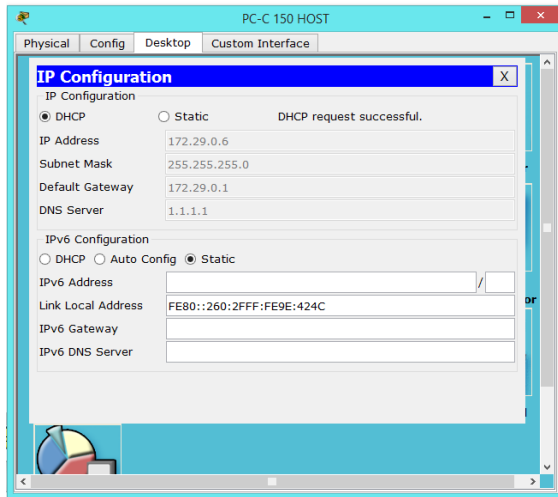 PC-C 150 HOST
Physical Config Desktop Custom Interface
IP Configuration X
IP Configuration
DHCP Static DHCP request successful.
IP Address 172.29.0.6
Subnet Mask 255.255.255.0
Default Gateway 172.29.0.1
DNS Server 1.1.1.1
IPv6 Configuration
DHCP Auto Config Static
IPv6 Address /
Link Local Address FE80::260:2FFF:FE9E:424C
IPv6 Gateway
IPv6 DNS Server
or